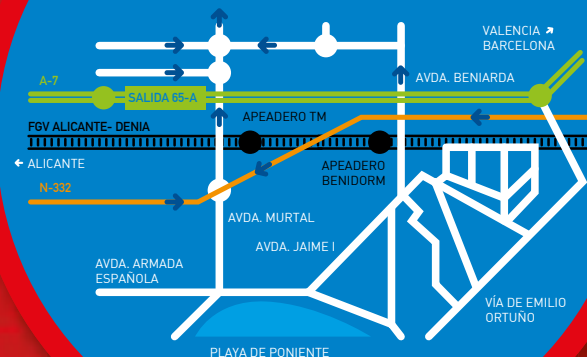 VALENCIA
BARCELONA
AVDA. BENIARDA
A-7
SALIDA 65-A
APEADERO TM
FGV ALICANTE- DENIA
ALICANTE
APEADERO
BENIDORM
N-332
AVDA. MURTAL
AVDA. JAIME I
AVDA. ARMADA
ESPAÑOLA
VÍA DE EMILIO
ORTUÑO
PLAYA DE PONIENTE